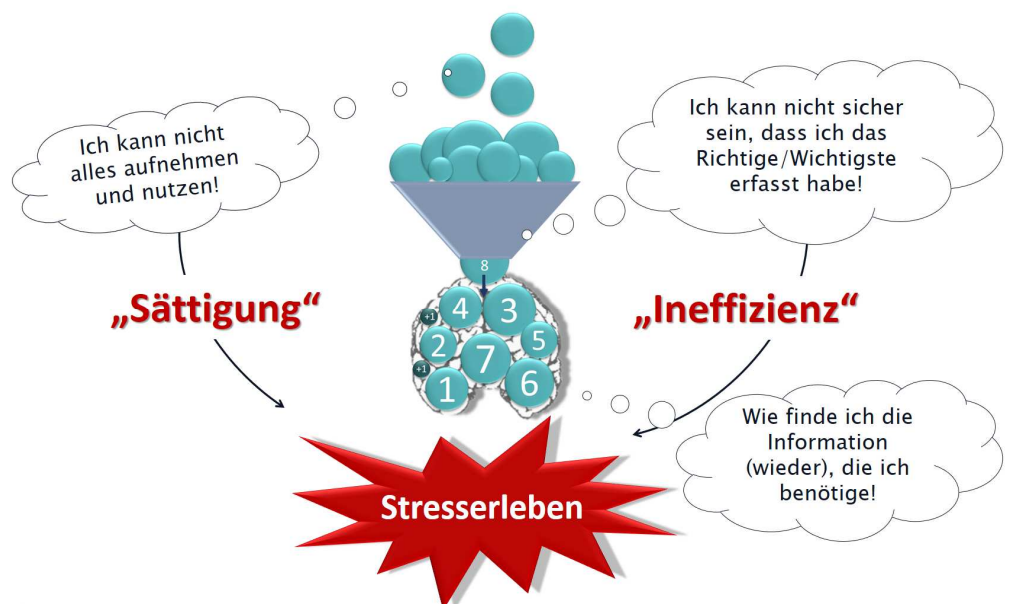 Ich kann nicht
alles aufnehmen
und nutzen!
Ich kann nicht sicher
sein, dass ich das
Richtige/Wichtigste
erfasst habe!
8
„Sättigung“
„Ineffizienz“
4
3
+1
2
7
5
+1
1
6
Wie finde ich die
Information
(wieder), die ich
benötige!
Stresserleben